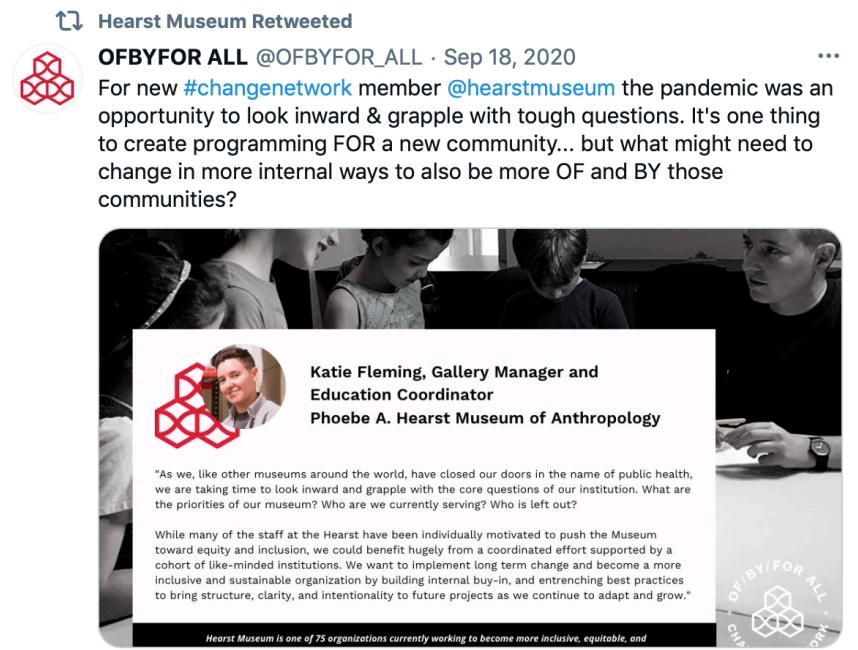 Hearst Museum Retweeted
OFBYFOR ALL @OFBYFOR_ALL · Sep 18, 2020
For new #changenetwork member @hearstmuseum the pandemic was an
opportunity to look inward & grapple with tough questions. It's one thing
to create programming FOR a new community... but what might need to
change in more internal ways to also be more OF and BY those
communities?
Katie Fleming, Gallery Manager and
Education Coordinator
Phoebe A. Hearst Museum of Anthropology
"As we, like other museums around the world, have closed our doors in the name of public health,
we are taking time to look inward and grapple with the core questions of our institution. What are
the priorities of our museum? Who are we currently serving? Who is left out?
While many of the staff at the Hearst have been individually motivated to push the Museum
toward equity and inclusion, we could benefit hugely from a coordinated effort supported by a
cohort of like-minded institutions. We want to implement long term change and become a more
inclusive and sustainable organization by building internal buy-in, and entrenching best practices
to bring structure, clarity, and intentionality to future projects as we continue to adapt and grow."
Hearst Museum is one of 75 organizations currently working to become more inclusive, equitable, and
OF/BY/FOR ALL